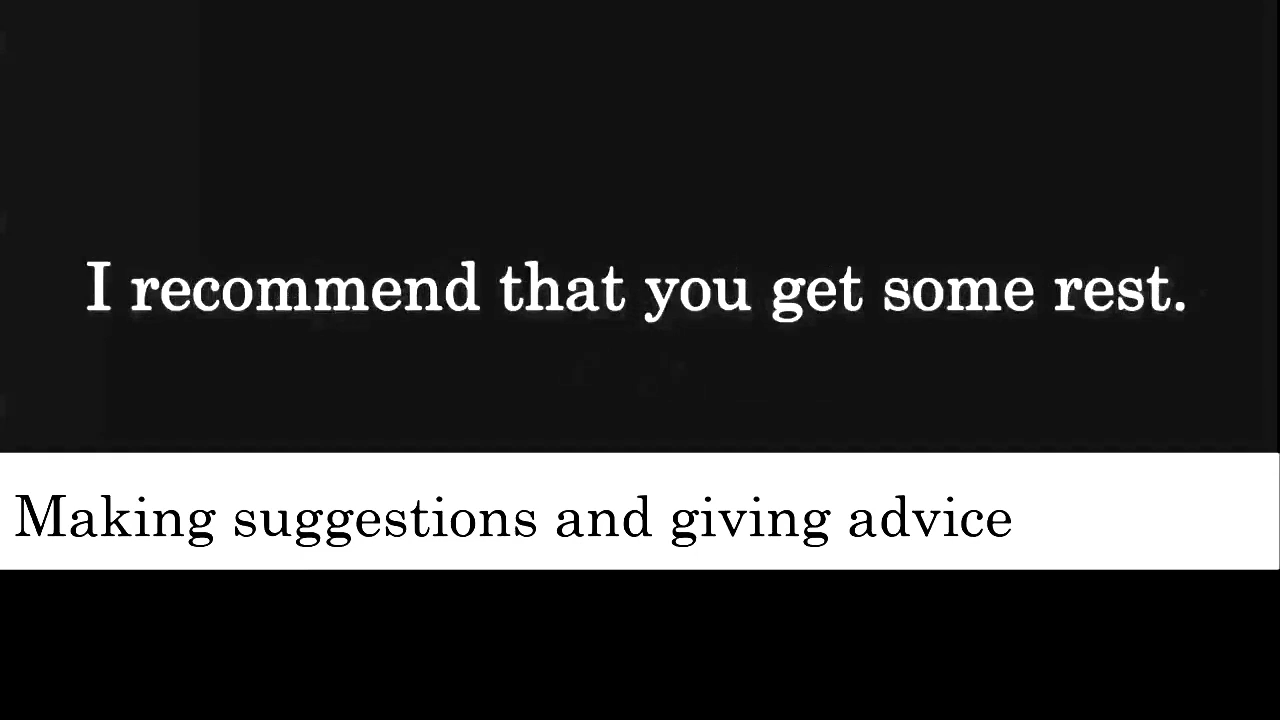 I recommend that you get some rest.
Making suggestions and giving advice